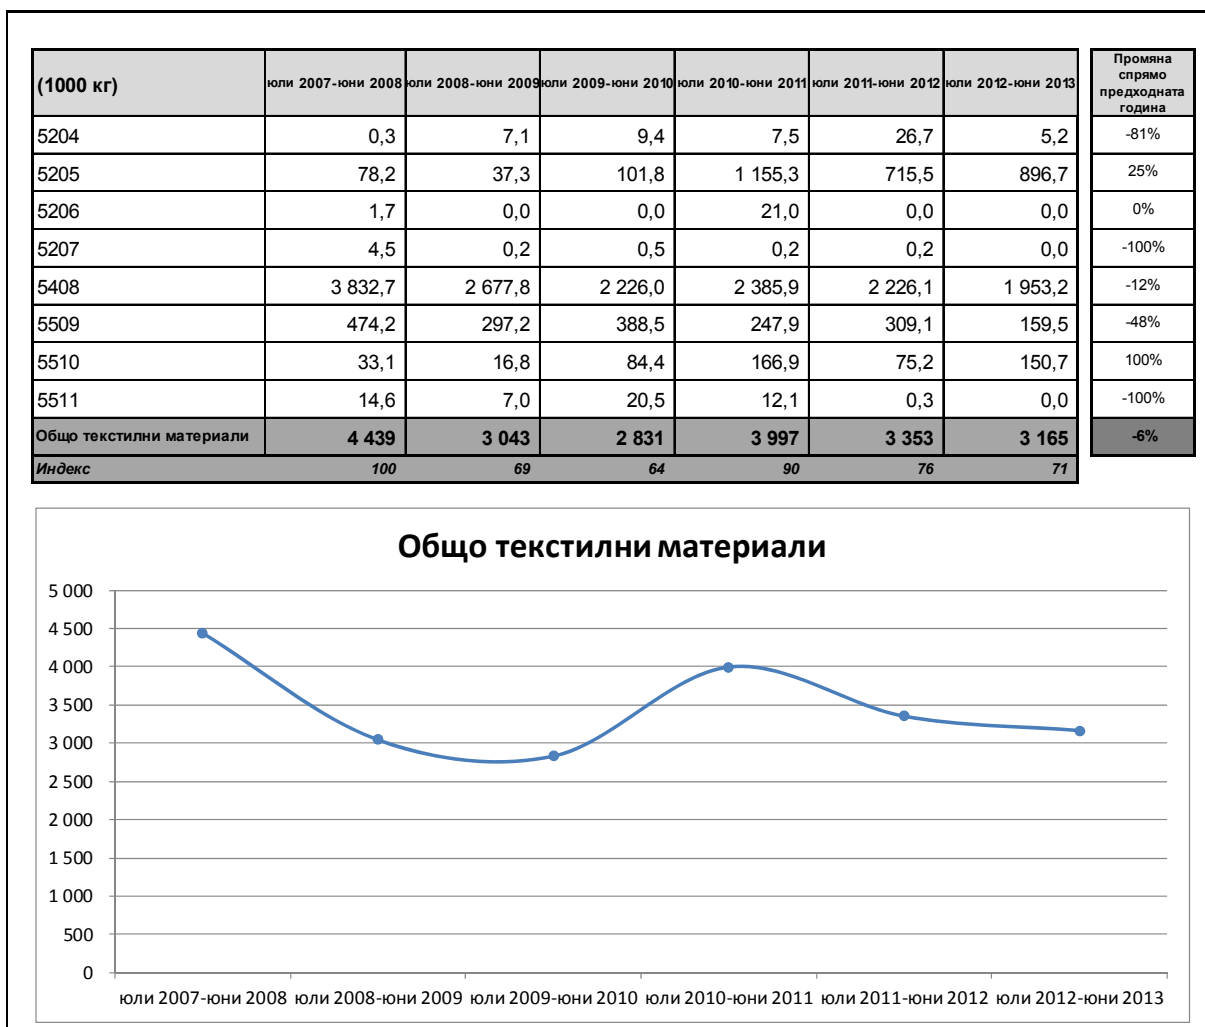 (1000 кг) юли 2007-юни 2008 юли 2008-юни 2009 юли 2009-юни 2010 юли 2010-юни 2011 юли 2011-юни 2012 юли 2012-юни 2013 Промяна спрямо предходната година
5204 0,3 7,1 9,4 7,5 26,7 5,2 -81%
5205 78,2 37,3 101,8 1 155,3 715,5 896,7 25%
5206 1,7 0,0 0,0 21,0 0,0 0,0 0%
5207 4,5 0,2 0,5 0,2 0,2 0,0 -100%
5408 3 832,7 2 677,8 2 226,0 2 385,9 2 226,1 1 953,2 -12%
5509 474,2 297,2 388,5 247,9 309,1 159,5 -48%
5510 33,1 16,8 84,4 166,9 75,2 150,7 100%
5511 14,6 7,0 20,5 12,1 0,3 0,0 -100%
Общо текстилни материали 4 439 3 043 2 831 3 997 3 353 3 165 -6%
Индекс 100 69 64 90 76 71
Общо текстилни материали
5 000
4 500
4 000
3 500
3 000
2 500
2 000
1 500
1 000
500
0
юли 2007-юни 2008 юли 2008-юни 2009 юли 2009-юни 2010 юли 2010-юни 2011 юли 2011-юни 2012 юли 2012-юни 2013